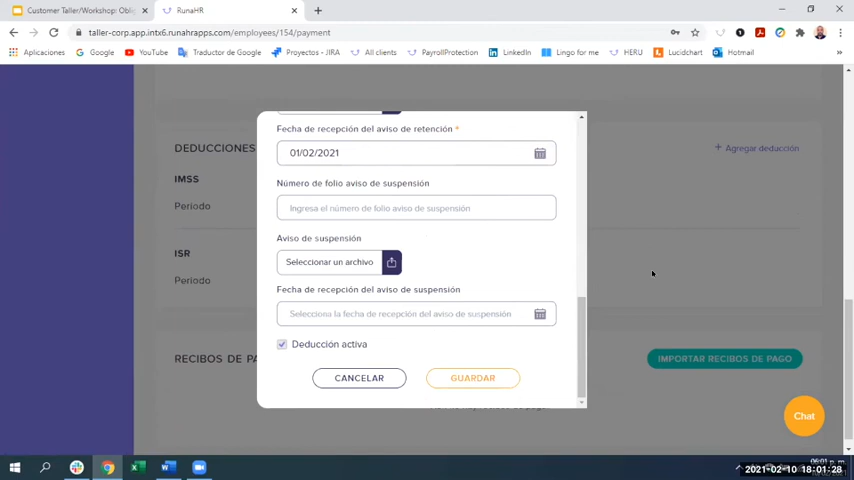 Customer Taller/Workshop: Oblig
RunaHR
taller-corp.app.intx6.runahrapps.com/employees/154/payment
Aplicaciones
Google
YouTube
Traductor de Google
Proyectos - JIRA
All clients
PayrollProtection
LinkedIn
Lingo for me
HERU
Lucidchart
Hotmail
Fecha de recepción del aviso de retención *
01/02/2021
DEDUCCIONES
+ Agregar deducción
IMSS
Periodo
Número de folio aviso de suspensión
Ingresa el número de folio aviso de suspensión
Aviso de suspensión
ISR
Seleccionar un archivo
Periodo
Fecha de recepción del aviso de suspensión
Selecciona la fecha de recepción del aviso de suspensión
Deducción activa
RECIBOS DE PA
IMPORTAR RECIBOS DE PAGO
CANCELAR
GUARDAR
Chat
06:01 p. m.
2021-02-10 18:01:28